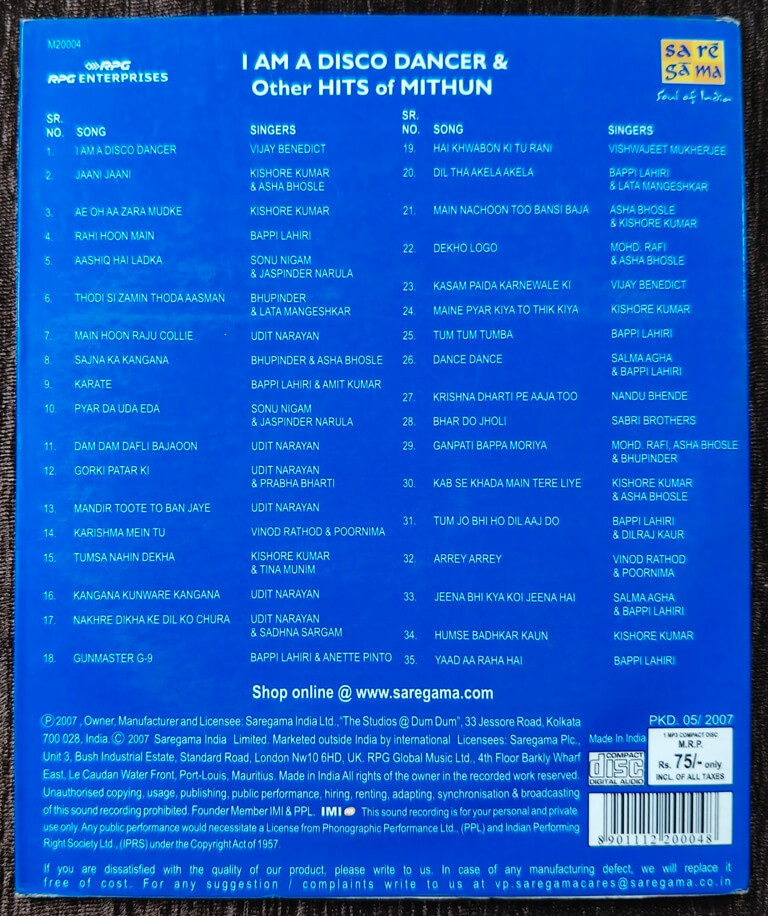 M20004
RPG
RPG ENTERPRISES
I AM A DISCO DANCER &
Other HITS of MITHUN
sa re
ga ma
Soul of India
SR.
NO. SONG SINGERS
1. I AM A DISCO DANCER VIJAY BENEDICT
2. JAANI JAANI KISHORE KUMAR
& ASHA BHOSLE
3. AE OH AA ZARA MUDKE KISHORE KUMAR
4. RAHI HOON MAIN BAPPI LAHIRI
5. AASHIQ HAI LADKA SONU NIGAM
& JASPINDER NARULA
6. THODI SI ZAMIN THODA AASMAN BHUPINDER
& LATA MANGESHKAR
7. MAIN HOON RAJU COLLIE UDIT NARAYAN
8. SAJNA KA KANGANA BHUPINDER & ASHA BHOSLE
9. KARATE BAPPI LAHIRI & AMIT KUMAR
10. PYAR DA UDA EDA SONU NIGAM
& JASPINDER NARULA
11. DAM DAM DAFLI BAJAOON UDIT NARAYAN
12. GORKI PATAR KI UDIT NARAYAN
& PRABHA BHARTI
13. MANDIR TOOTE TO BAN JAYE UDIT NARAYAN
14. KARISHMA MEIN TU VINOD RATHOD & POORNIMA
15. TUMSA NAHIN DEKHA KISHORE KUMAR
& TINA MUNIM
16. KANGANA KUNWARE KANGANA UDIT NARAYAN
17. NAKHRE DIKHA KE DIL KO CHURA UDIT NARAYAN
& SADHNA SARGAM
18. GUNMASTER G-9 BAPPI LAHIRI & ANETTE PINTO
SR.
NO. SONG SINGERS
19. HAI KHWABON KI TU RANI VISHWAJEET MUKHERJEE
20. DIL THA AKELA AKELA BAPPI LAHIRI
& LATA MANGESHKAR
21. MAIN NACHOON TOO BANSI BAJA ASHA BHOSLE
& KISHORE KUMAR
22. DEKHO LOGO MOHD. RAFI
& ASHA BHOSLE
23. KASAM PAIDA KARNEWALE KI VIJAY BENEDICT
24. MAINE PYAR KIYA TO THIK KIYA KISHORE KUMAR
25. TUM TUM TUMBA BAPPI LAHIRI
26. DANCE DANCE SALMA AGHA
& BAPPI LAHIRI
27. KRISHNA DHARTI PE AAJA TOO NANDU BHENDE
28. BHAR DO JHOLI SABRI BROTHERS
29. GANPATI BAPPA MORIYA MOHD. RAFI, ASHA BHOSLE
& BHUPINDER
30. KAB SE KHADA MAIN TERE LIYE KISHORE KUMAR
& ASHA BHOSLE
31. TUM JO BHI HO DIL AAJ DO BAPPI LAHIRI
& DILRAJ KAUR
32. ARREY ARREY VINOD RATHOD
& POORNIMA
33. JEENA BHI KYA KOI JEENA HAI SALMA AGHA
& BAPPI LAHIRI
34. HUMSE BADHKAR KAUN KISHORE KUMAR
35. YAAD AA RAHA HAI BAPPI LAHIRI
Shop online @ www.saregama.com
Ⓟ 2007 , Owner, Manufacturer and Licensee: Saregama India Ltd.,"The Studios @ Dum Dum", 33 Jessore Road, Kolkata
700 028, India. © 2007 Saregama India Limited. Marketed outside India by international Licensees: Saregama Plc.,
Unit 3, Bush Industrial Estate, Standard Road, London Nw10 6HD, UK. RPG Global Music Ltd., 4th Floor Barkly Wharf
East, Le Caudan Water Front, Port-Louis, Mauritius. Made in India All rights of the owner in the recorded work reserved.
Unauthorised copying, usage, publishing, public performance, hiring, renting, adapting, synchronisation & broadcasting
of this sound recording prohibited. Founder Member IMI & PPL. IMI This sound recording is for your personal and private
use only. Any public performance would necessitate a License from Phonographic Performance Ltd., (PPL) and Indian Performing
Right Society Ltd., (IPRS) under the Copyright Act of 1957.
PKD. 05/ 2007
Made In India
COMPACT
disc
DIGITAL AUDIO
1 MP3 COMPACT DISC
M.R.P.
Rs. 75/- only
INCL. OF ALL TAXES
8 901112 200048
If you are dissatisfied with the quality of our product, please write to us. In case of any manufacturing defect, we will replace it
free of cost. For any suggestion / complaints write to us at vp.saregamacares@saregama.co.in